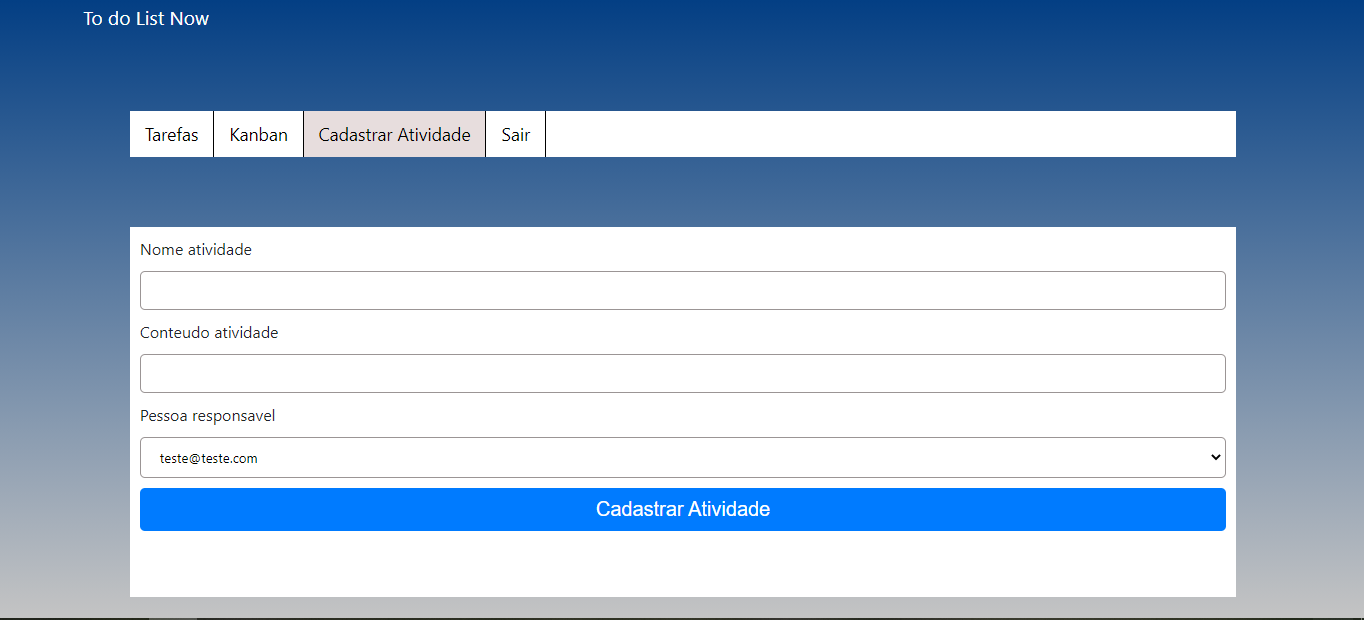 To do List Now
Tarefas Kanban Cadastrar Atividade Sair
Nome atividade
Conteudo atividade
Pessoa responsavel
teste@teste.com
Cadastrar Atividade